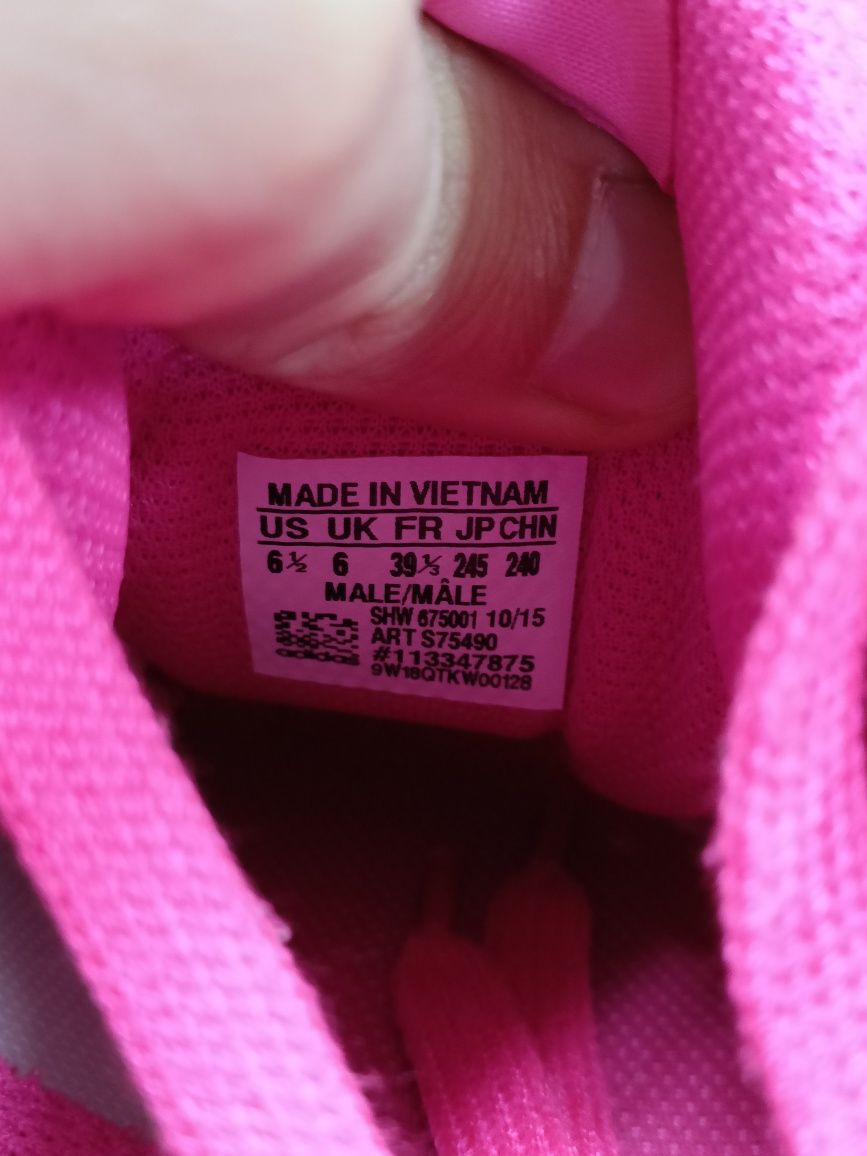 MADE IN VIETNAM
US UK FR JP CHN
6½ 6 39⅓ 245 240
MALE/MÂLE
SHW 675001 10/15
ART S75490
adidas #113347875
9W18QTKW00128